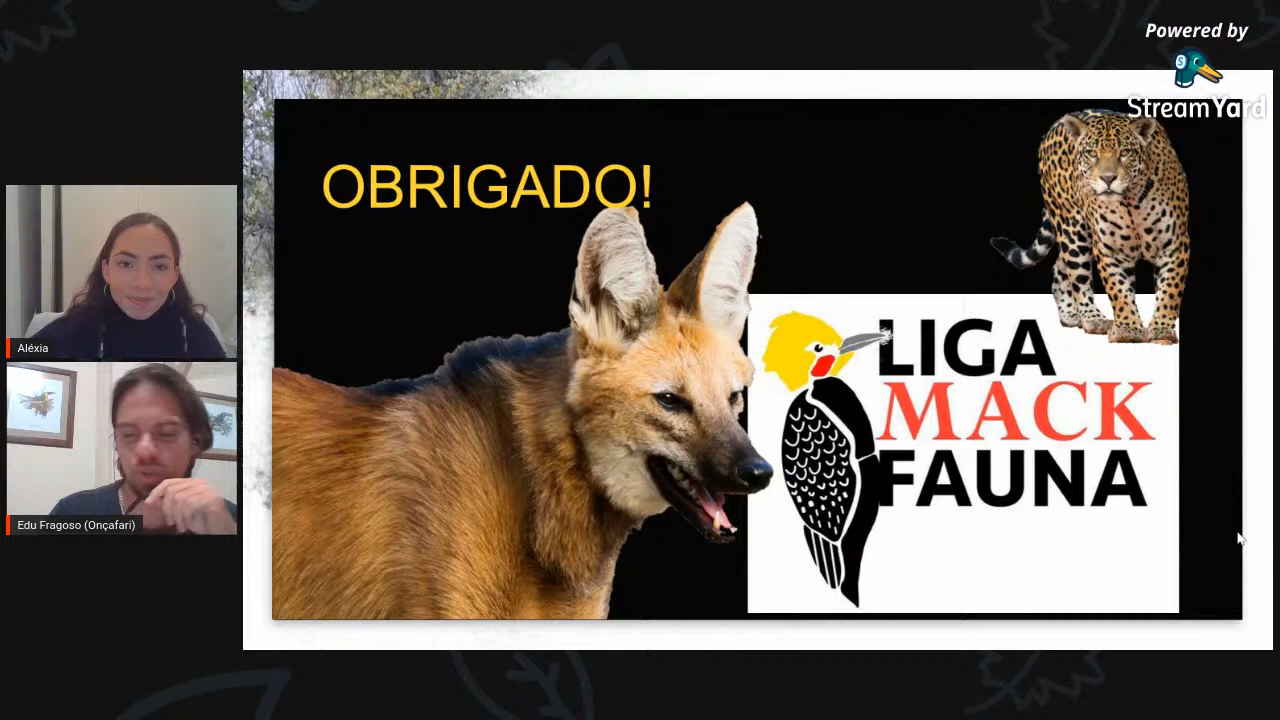 Powered by
StreamYard
OBRIGADO!
LIGA
MACK
FAUNA
Aléxia
Edu Fragoso (Onçafari)